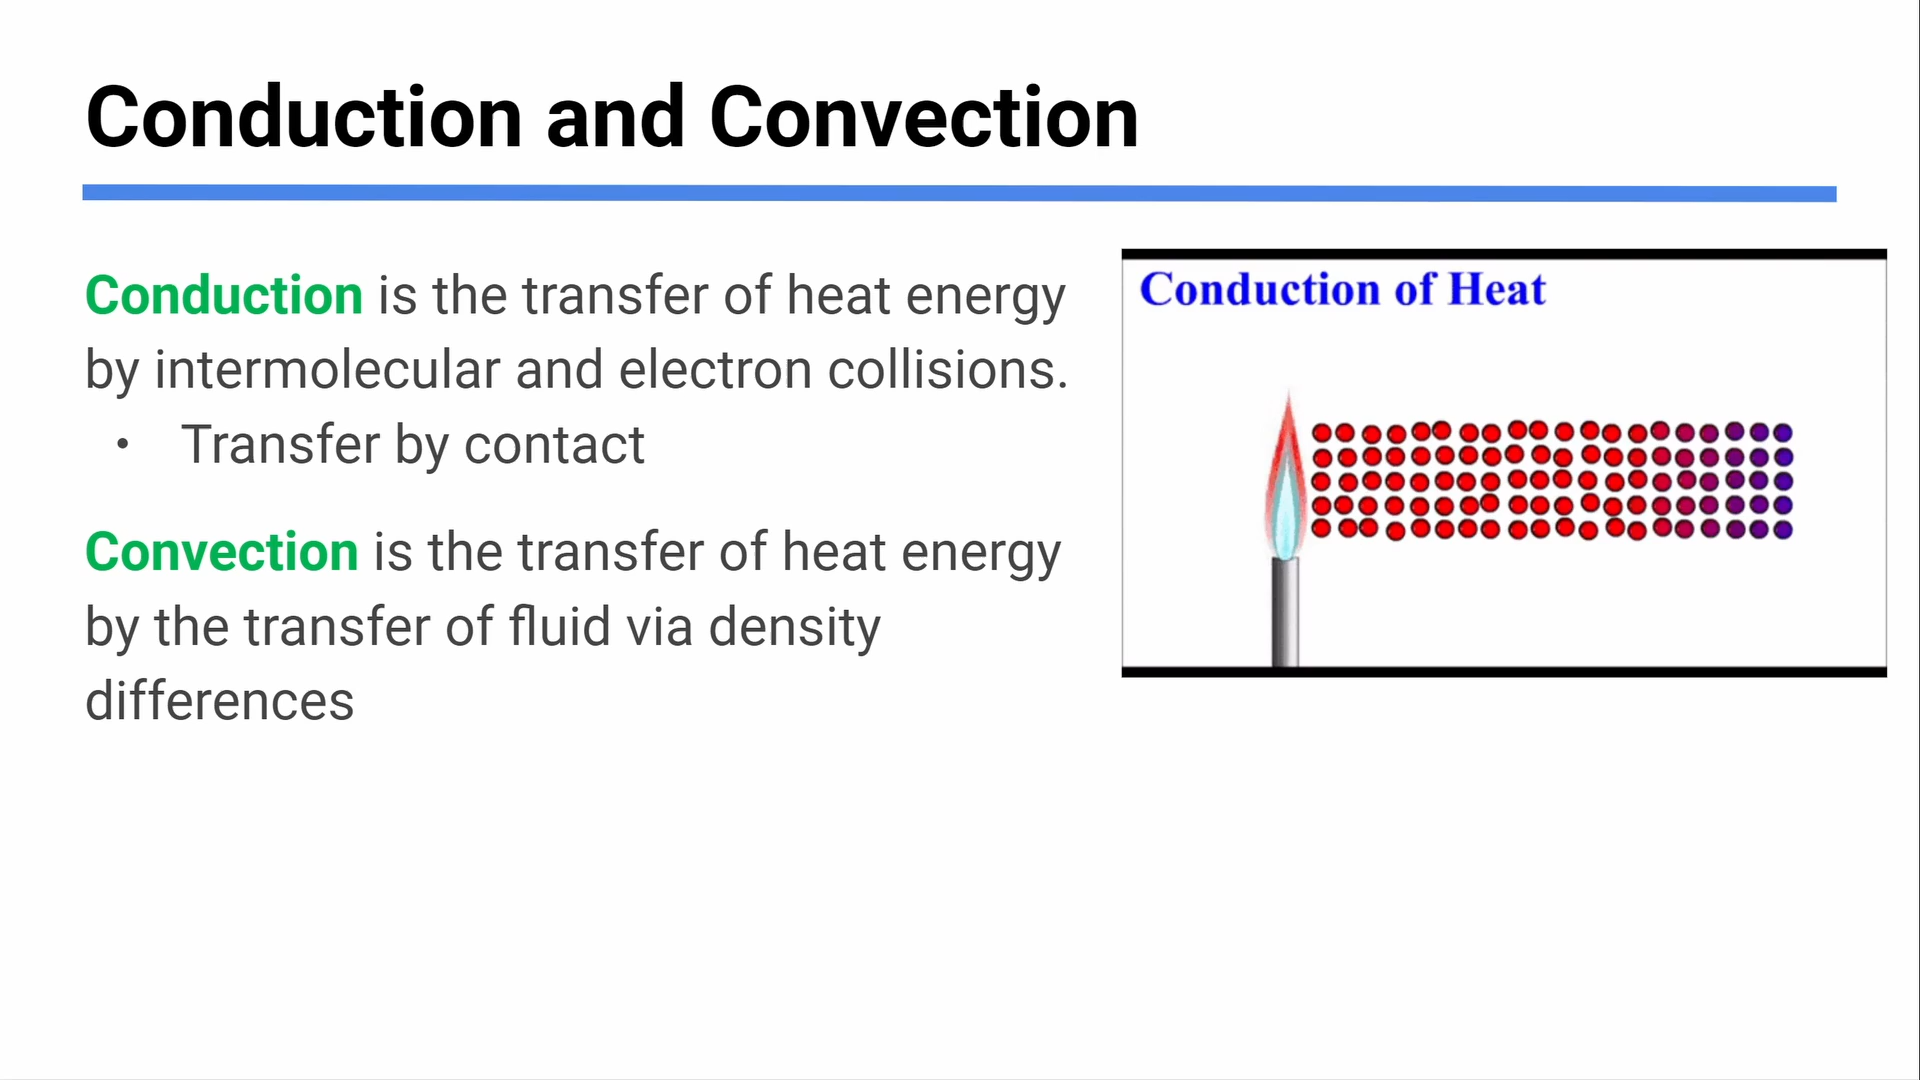 Conduction and Convection
Conduction is the transfer of heat energy
by intermolecular and electron collisions.
• Transfer by contact
Convection is the transfer of heat energy
by the transfer of fluid via density
differences
Conduction of Heat